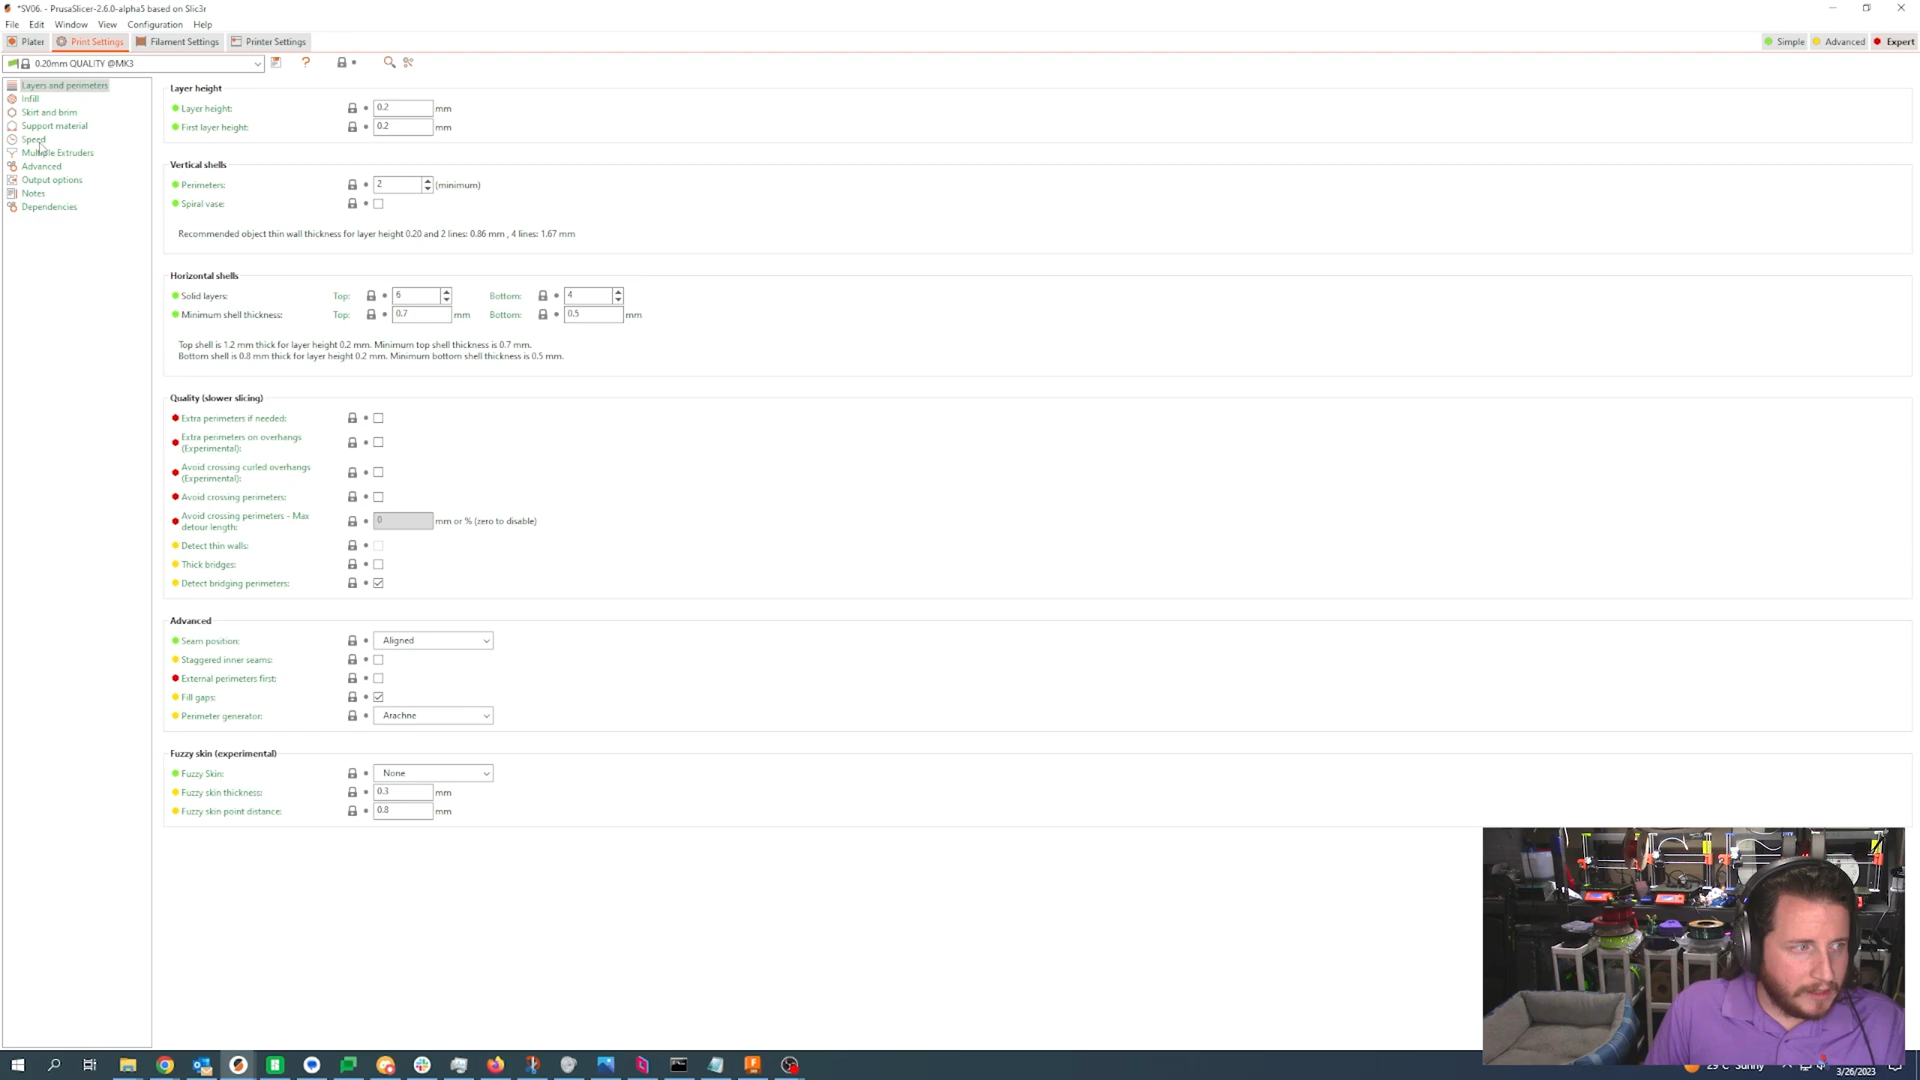 *SV06. - PrusaSlicer-2.6.0-alpha5 based on Slic3r
File Edit Window View Configuration Help
Plater Print Settings Filament Settings Printer Settings Simple Advanced Expert
0.20mm QUALITY @MK3
Layers and perimeters
Infill
Skirt and brim
Support material
Speed
Multiple Extruders
Advanced
Output options
Notes
Dependencies
Layer height
Layer height: 0.2 mm
First layer height: 0.2 mm
Vertical shells
Perimeters: 2 (minimum)
Spiral vase:
Recommended object thin wall thickness for layer height 0.20 and 2 lines: 0.86 mm , 4 lines: 1.67 mm
Horizontal shells
Solid layers: Top: 6 Bottom: 4
Minimum shell thickness: Top: 0.7 mm Bottom: 0.5 mm
Top shell is 1.2 mm thick for layer height 0.2 mm. Minimum top shell thickness is 0.7 mm.
Bottom shell is 0.8 mm thick for layer height 0.2 mm. Minimum bottom shell thickness is 0.5 mm.
Quality (slower slicing)
Extra perimeters if needed:
Extra perimeters on overhangs
(Experimental):
Avoid crossing curled overhangs
(Experimental):
Avoid crossing perimeters:
Avoid crossing perimeters - Max
detour length: 0 mm or % (zero to disable)
Detect thin walls:
Thick bridges:
Detect bridging perimeters:
Advanced
Seam position: Aligned
Staggered inner seams:
External perimeters first:
Fill gaps:
Perimeter generator: Arachne
Fuzzy skin (experimental)
Fuzzy Skin: None
Fuzzy skin thickness: 0.3 mm
Fuzzy skin point distance: 0.8 mm
29°C Sunny
3/26/2023